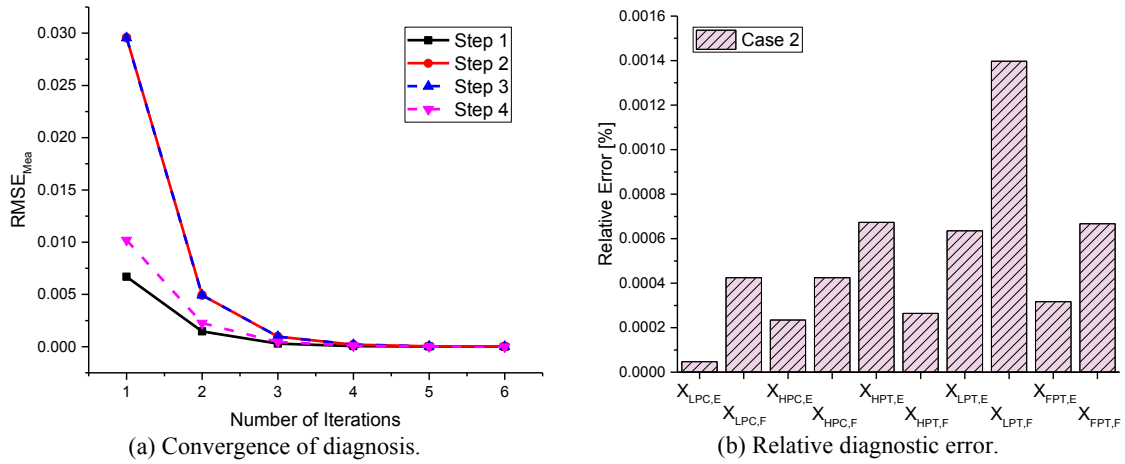 0.030
0.025
0.020
0.015
0.010
0.005
0.000
RMSE_Mea
Step 1
Step 2
Step 3
Step 4
1 2 3 4 5 6
Number of Iterations
(a) Convergence of diagnosis.
0.0016
0.0014
0.0012
0.0010
0.0008
0.0006
0.0004
0.0002
0.0000
Relative Error [%]
Case 2
X_LPC,E X_HPC,E X_HPT,E X_LPT,E X_FPT,E
X_LPC,F X_HPC,F X_HPT,F X_LPT,F X_FPT,F
(b) Relative diagnostic error.